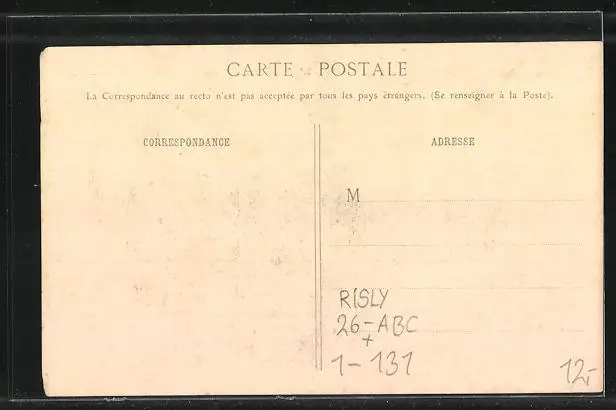 CARTE POSTALE
La Correspondance au recto n'est pas acceptée par tous les pays étrangers. (Se renseigner à la Poste).
CORRESPONDANCE
ADRESSE
M
RISLY
26-ABC
+
1-131
12,-